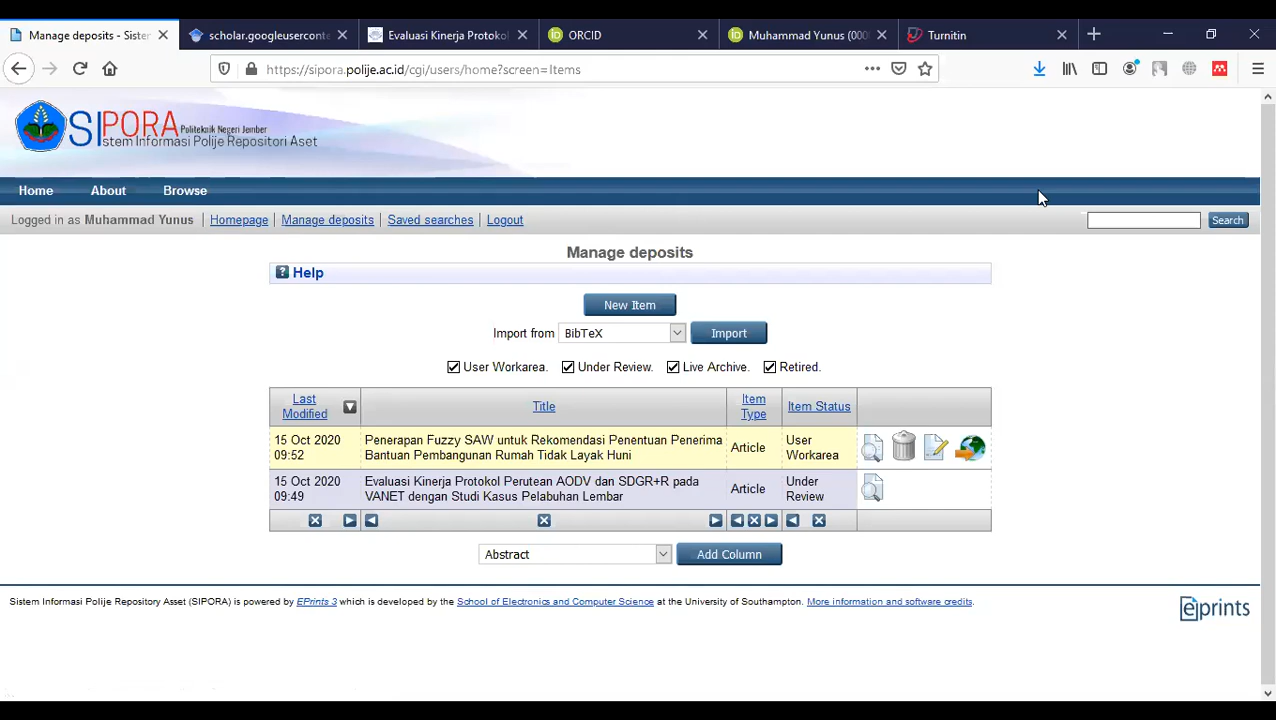 Manage deposits - Sister
scholar.googleuserconte
Evaluasi Kinerja Protokol
ORCID
Muhammad Yunus (000
Turnitin
https://sipora.polije.ac.id/cgi/users/home?screen=Items
SIPORA Politeknik Negeri Jember
stem Informasi Polije Repositori Aset
Home About Browse
Logged in as Muhammad Yunus | Homepage | Manage deposits | Saved searches | Logout
Search
Manage deposits
? Help
New Item
Import from BibTeX Import
User Workarea. Under Review. Live Archive. Retired.
Last Modified Title Item Type Item Status
15 Oct 2020 09:52
Penerapan Fuzzy SAW untuk Rekomendasi Penentuan Penerima
Bantuan Pembangunan Rumah Tidak Layak Huni
Article
User Workarea
15 Oct 2020 09:49
Evaluasi Kinerja Protokol Perutean AODV dan SDGR+R pada
VANET dengan Studi Kasus Pelabuhan Lembar
Article
Under Review
Abstract Add Column
Sistem Informasi Polije Repository Asset (SIPORA) is powered by EPrints 3 which is developed by the School of Electronics and Computer Science at the University of Southampton. More information and software credits.
eprints